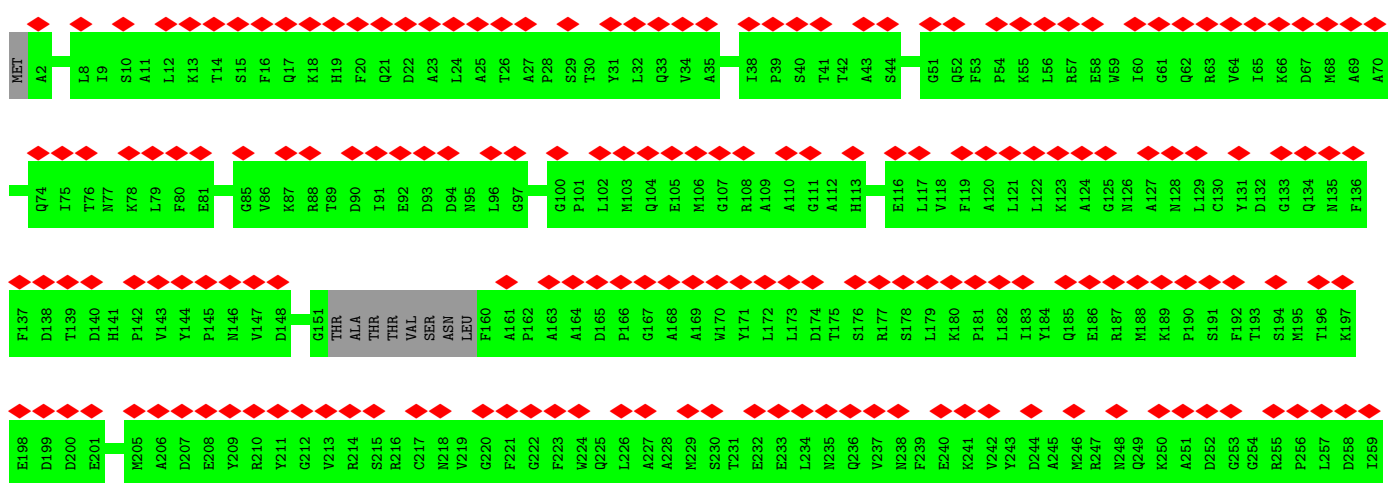 MET A2 L8 I9 S10 A11 L12 K13 T14 S15 F16 Q17 K18 H19 F20 Q21 D22 A23 L24 A25 T26 A27 P28 S29 T30 Y31 L32 Q33 V34 A35 I38 P39 S40 T41 T42 A43 S44 G51 Q52 F53 P54 K55 L56 R57 E58 W59 I60 G61 Q62 R63 V64 I65 K66 D67 M68 A69 A70
Q74 I75 T76 N77 K78 L79 F80 E81 G85 V86 K87 R88 T89 D90 I91 E92 D93 D94 N95 L96 G97 G100 P101 L102 M103 Q104 E105 M106 G107 R108 A109 A110 G111 A112 H113 E116 L117 V118 F119 A120 L121 L122 K123 A124 G125 N126 A127 N128 L129 C130 Y131 D132 G133 Q134 N135 F136
F137 D138 T139 D140 H141 P142 V143 Y144 P145 N146 V147 D148 G151 THR ALA THR THR VAL SER ASN LEU F160 A161 P162 A163 A164 D165 P166 G167 A168 A169 W170 Y171 L172 L173 D174 T175 S176 R177 S178 L179 K180 P181 L182 I183 Y184 Q185 E186 R187 M188 K189 P190 S191 F192 T193 S194 M195 T196 K197
E198 D199 D200 E201 M205 A206 D207 E208 Y209 R210 Y211 G212 V213 R214 S215 R216 C217 N218 V219 G220 F221 G222 F223 W224 Q225 L226 A227 A228 M229 S230 T231 E232 E233 L234 N235 Q236 V237 N238 F239 E240 K241 V242 Y243 D244 A245 M246 R247 N248 Q249 K250 A251 D252 G253 G254 R255 P256 L257 D258 I259